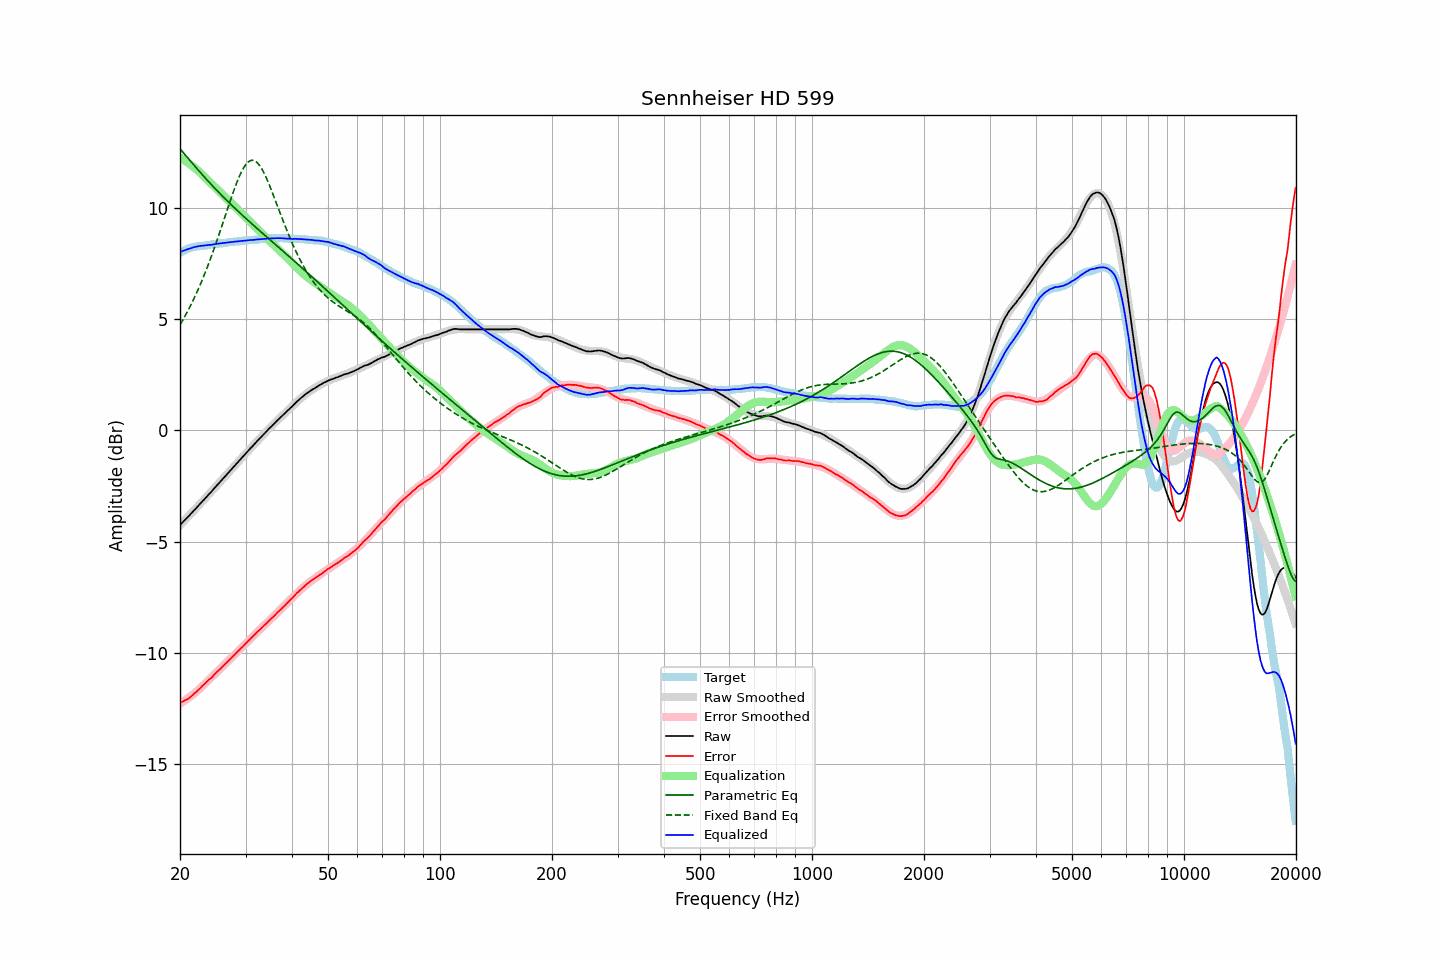 Sennheiser HD 599
Amplitude (dBr)
10
5
0
−5
−10
−15
Target
Raw Smoothed
Error Smoothed
Raw
Error
Equalization
Parametric Eq
Fixed Band Eq
Equalized
20 50 100 200 500 1000 2000 5000 10000 20000
Frequency (Hz)